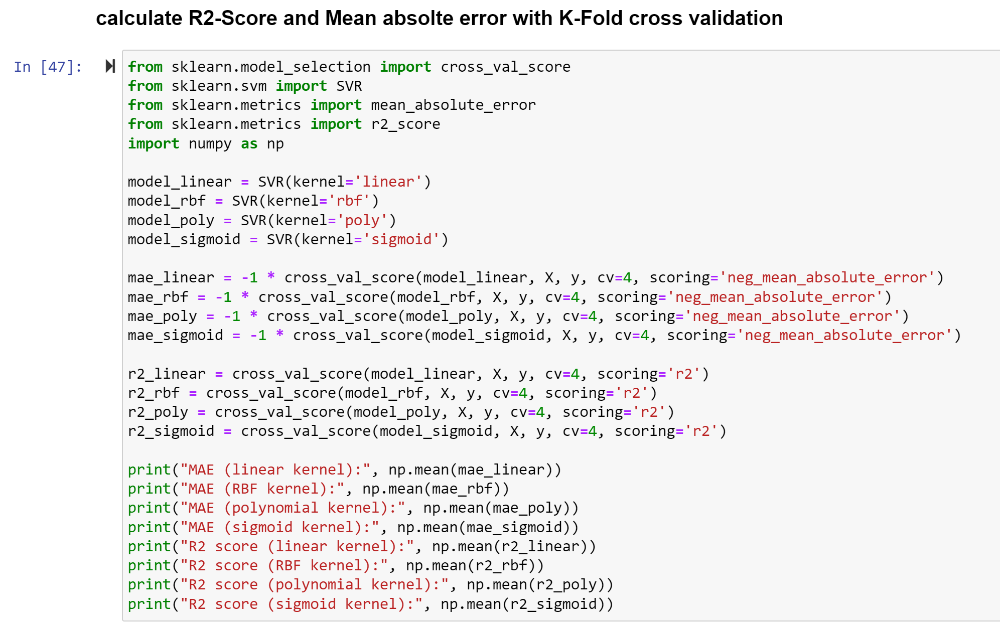 calculate R2-Score and Mean absolte error with K-Fold cross validation
In [47]:
from sklearn.model_selection import cross_val_score
from sklearn.svm import SVR
from sklearn.metrics import mean_absolute_error
from sklearn.metrics import r2_score
import numpy as np
model_linear = SVR(kernel='linear')
model_rbf = SVR(kernel='rbf')
model_poly = SVR(kernel='poly')
model_sigmoid = SVR(kernel='sigmoid')
mae_linear = -1 * cross_val_score(model_linear, X, y, cv=4, scoring='neg_mean_absolute_error')
mae_rbf = -1 * cross_val_score(model_rbf, X, y, cv=4, scoring='neg_mean_absolute_error')
mae_poly = -1 * cross_val_score(model_poly, X, y, cv=4, scoring='neg_mean_absolute_error')
mae_sigmoid = -1 * cross_val_score(model_sigmoid, X, y, cv=4, scoring='neg_mean_absolute_error')
r2_linear = cross_val_score(model_linear, X, y, cv=4, scoring='r2')
r2_rbf = cross_val_score(model_rbf, X, y, cv=4, scoring='r2')
r2_poly = cross_val_score(model_poly, X, y, cv=4, scoring='r2')
r2_sigmoid = cross_val_score(model_sigmoid, X, y, cv=4, scoring='r2')
print("MAE (linear kernel):", np.mean(mae_linear))
print("MAE (RBF kernel):", np.mean(mae_rbf))
print("MAE (polynomial kernel):", np.mean(mae_poly))
print("MAE (sigmoid kernel):", np.mean(mae_sigmoid))
print("R2 score (linear kernel):", np.mean(r2_linear))
print("R2 score (RBF kernel):", np.mean(r2_rbf))
print("R2 score (polynomial kernel):", np.mean(r2_poly))
print("R2 score (sigmoid kernel):", np.mean(r2_sigmoid))